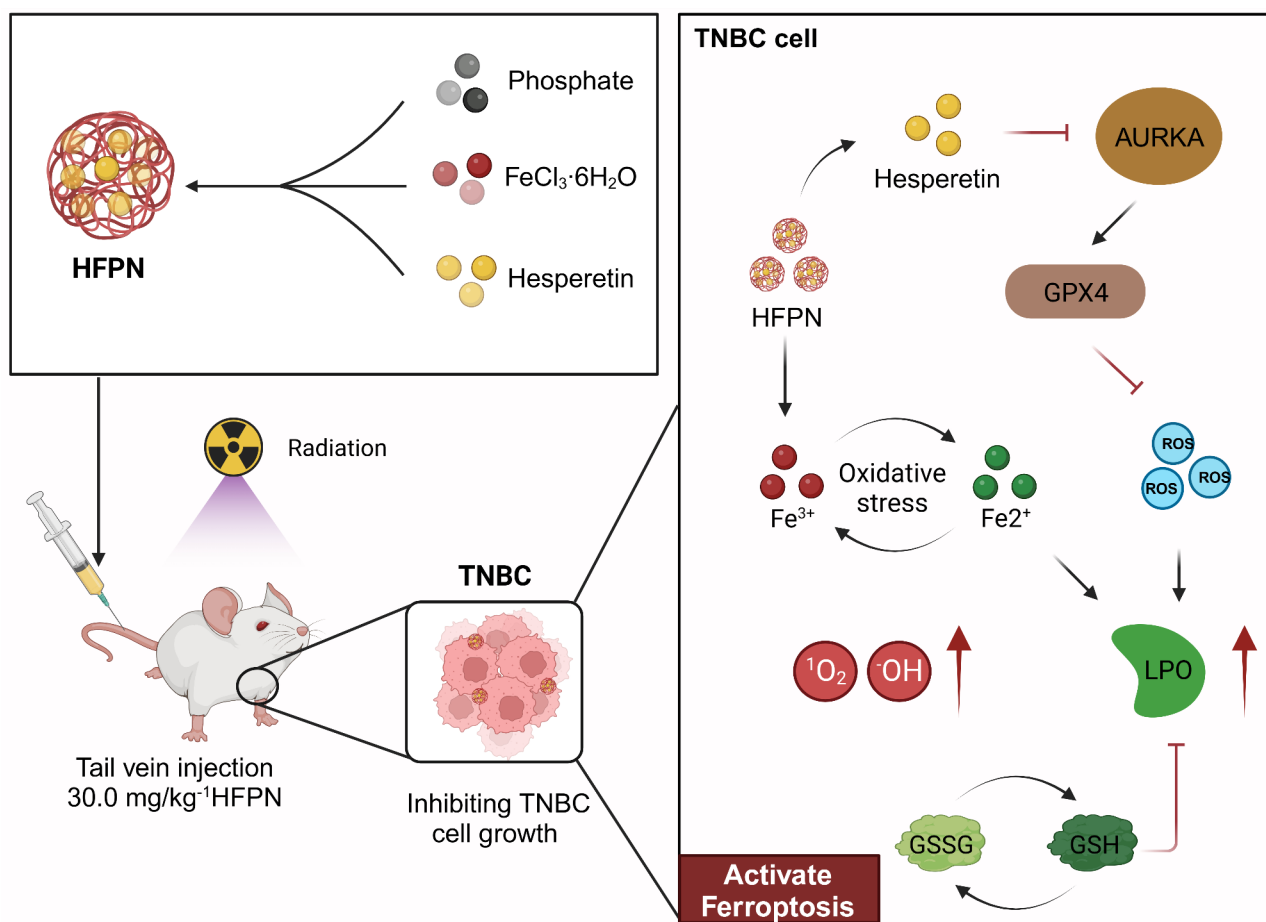 Phosphate
FeCl₃·6H₂O
Hesperetin
HFPN
Radiation
TNBC
Tail vein injection
30.0 mg/kg⁻¹HFPN
Inhibiting TNBC
cell growth
TNBC cell
Hesperetin
AURKA
GPX4
HFPN
ROS
ROS
ROS
Oxidative
stress
Fe³⁺
Fe2⁺
¹O₂
⁻OH
LPO
GSSG
GSH
Activate
Ferroptosis